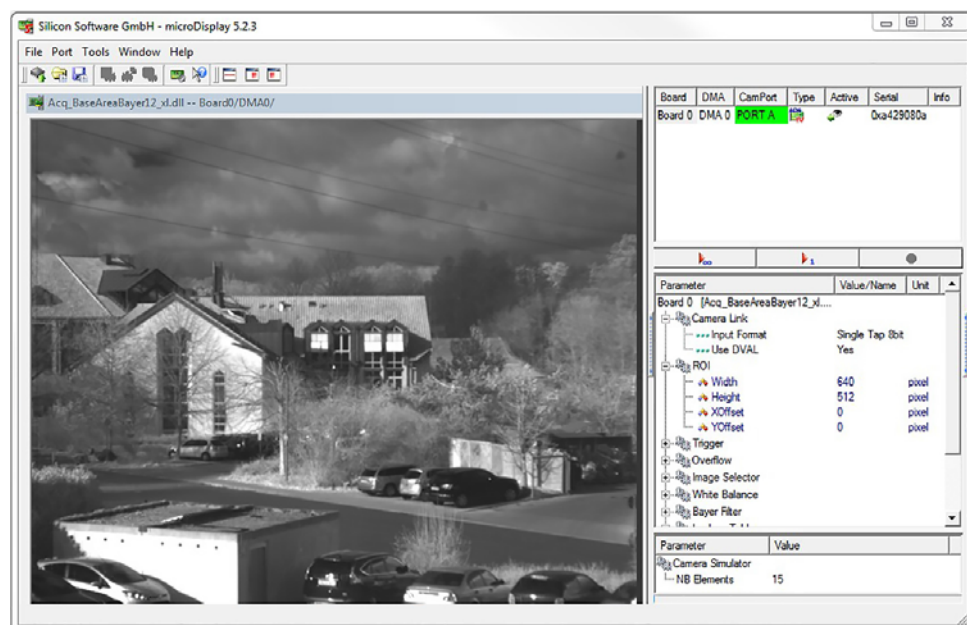 Silicon Software GmbH - microDisplay 5.2.3
File Port Tools Window Help
Acq_BaseAreaBayer12_xl.dll -- Board0/DMA0/
Board DMA CamPort Type Active Serial Info
Board 0 DMA 0 PORT A 0xa429080a
∞ 1
Parameter Value/Name Unit
Board 0 [Acq_BaseAreaBayer12_xl....
Camera Link
Input Format Single Tap 8bit
Use DVAL Yes
ROI
Width 640 pixel
Height 512 pixel
XOffset 0 pixel
YOffset 0 pixel
Trigger
Overflow
Image Selector
White Balance
Bayer Filter
Parameter Value
Camera Simulator
NB Elements 15